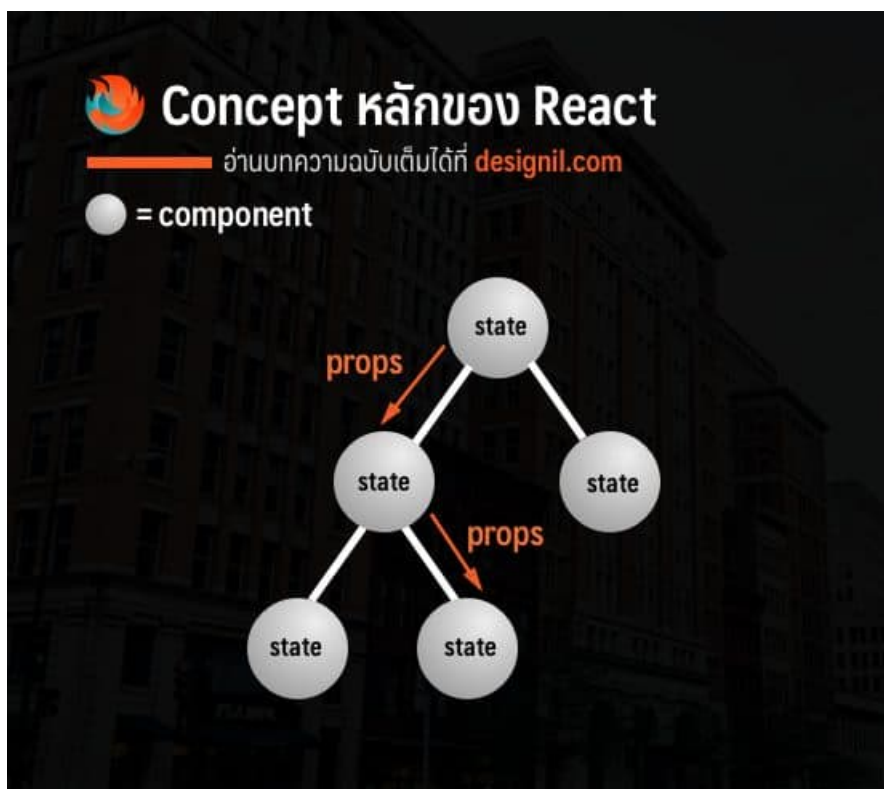 Concept หลักของ React
อ่านบทความฉบับเต็มได้ที่ designil.com
= component
state
props
state
state
props
state
state